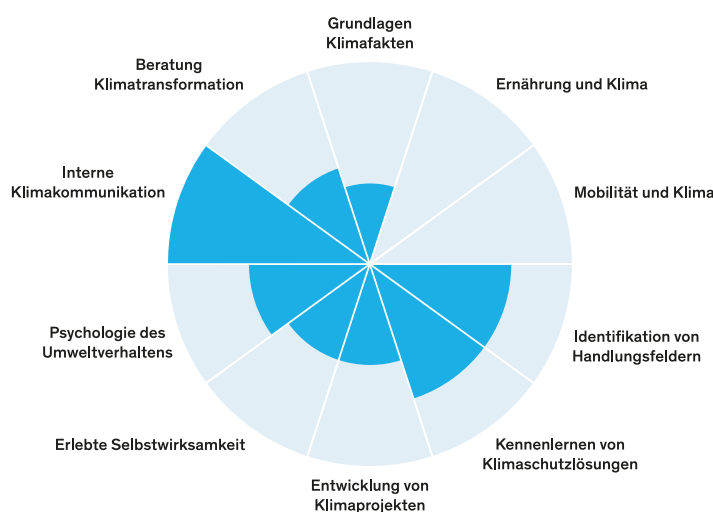 Grundlagen
Klimafakten
Beratung
Klimatransformation
Ernährung und Klima
Interne
Klimakommunikation
Mobilität und Klima
Psychologie des
Umweltverhaltens
Identifikation von
Handlungsfeldern
Erlebte Selbstwirksamkeit
Kennenlernen von
Klimaschutzlösungen
Entwicklung von
Klimaprojekten